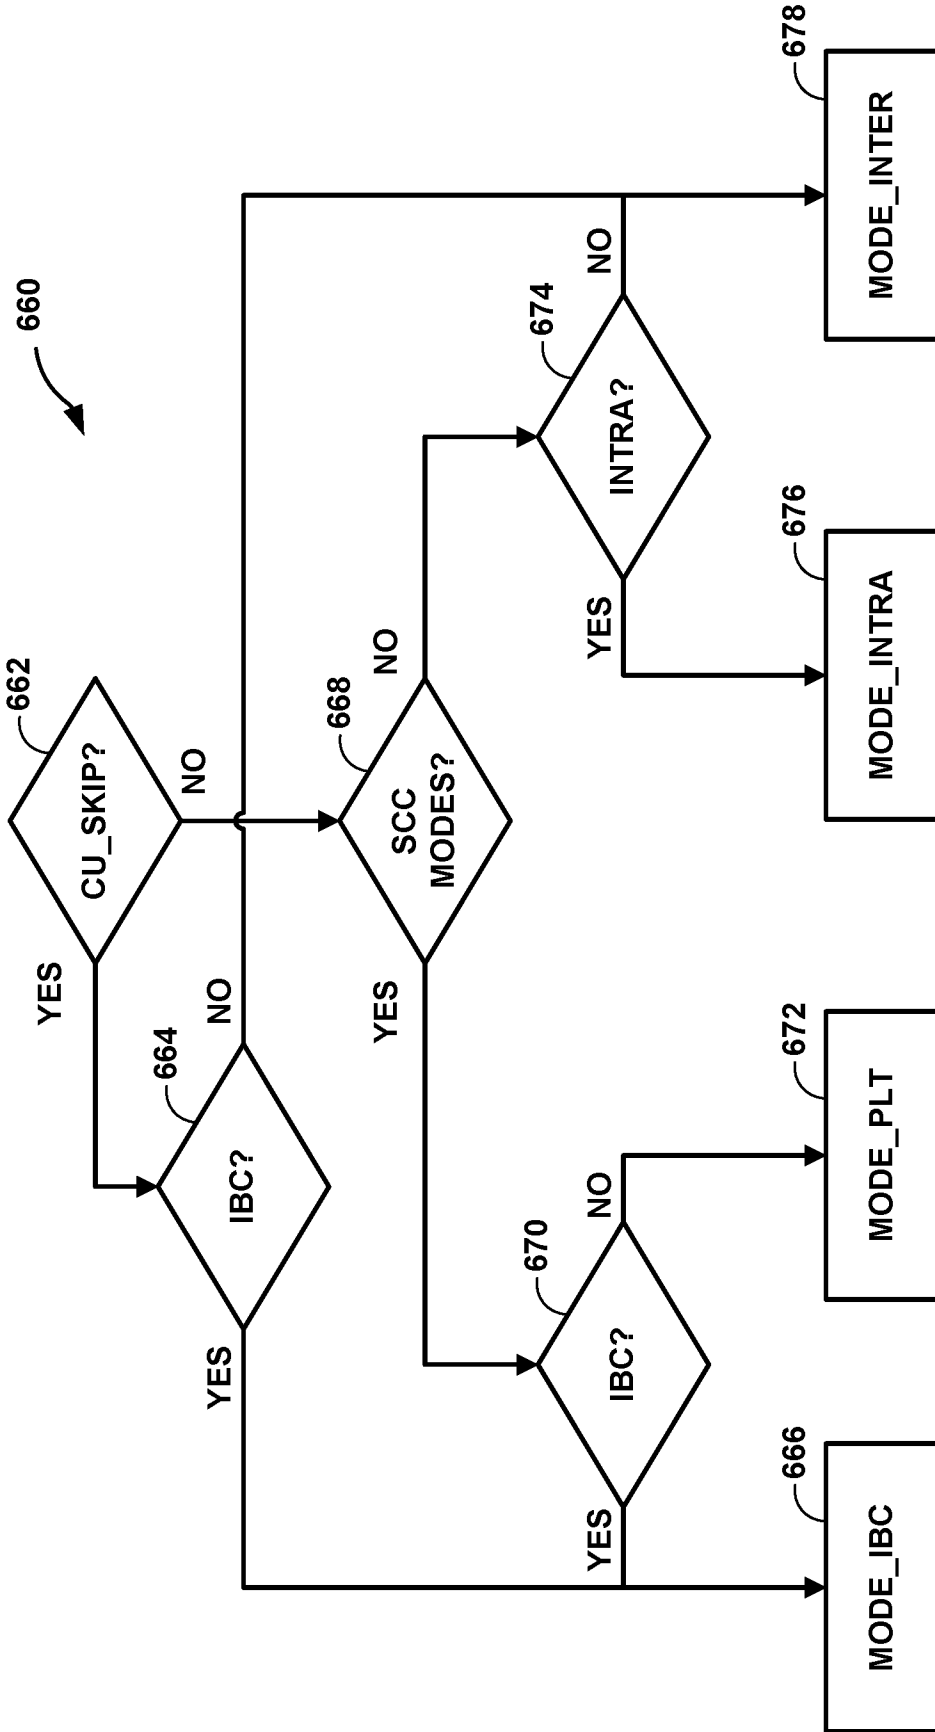 660
662
CU_SKIP?
YES
NO
664
IBC?
YES
NO
668
SCC
MODES?
YES
NO
670
IBC?
YES
NO
674
INTRA?
YES
NO
666
MODE_IBC
672
MODE_PLT
676
MODE_INTRA
678
MODE_INTER